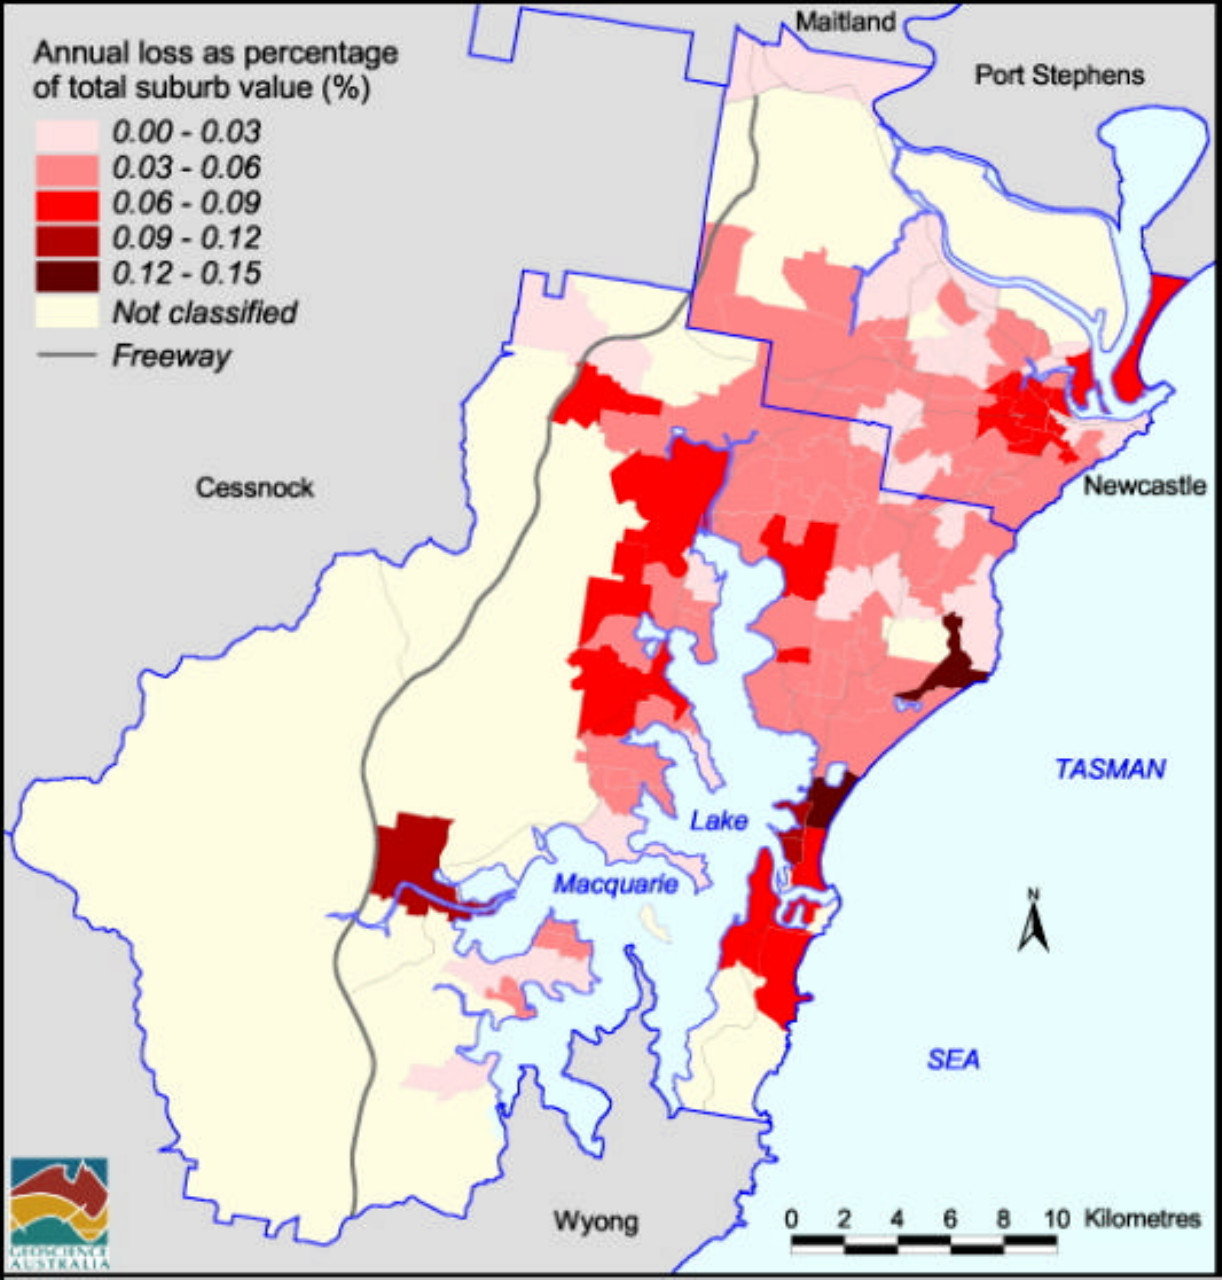 Maitland
Annual loss as percentage
of total suburb value (%)
Port Stephens
0.00 - 0.03
0.03 - 0.06
0.06 - 0.09
0.09 - 0.12
0.12 - 0.15
Not classified
Freeway
Cessnock
Newcastle
TASMAN
Lake
Macquarie
N
SEA
Wyong
0 2 4 6 8 10 Kilometres
GEOSCIENCE
AUSTRALIA